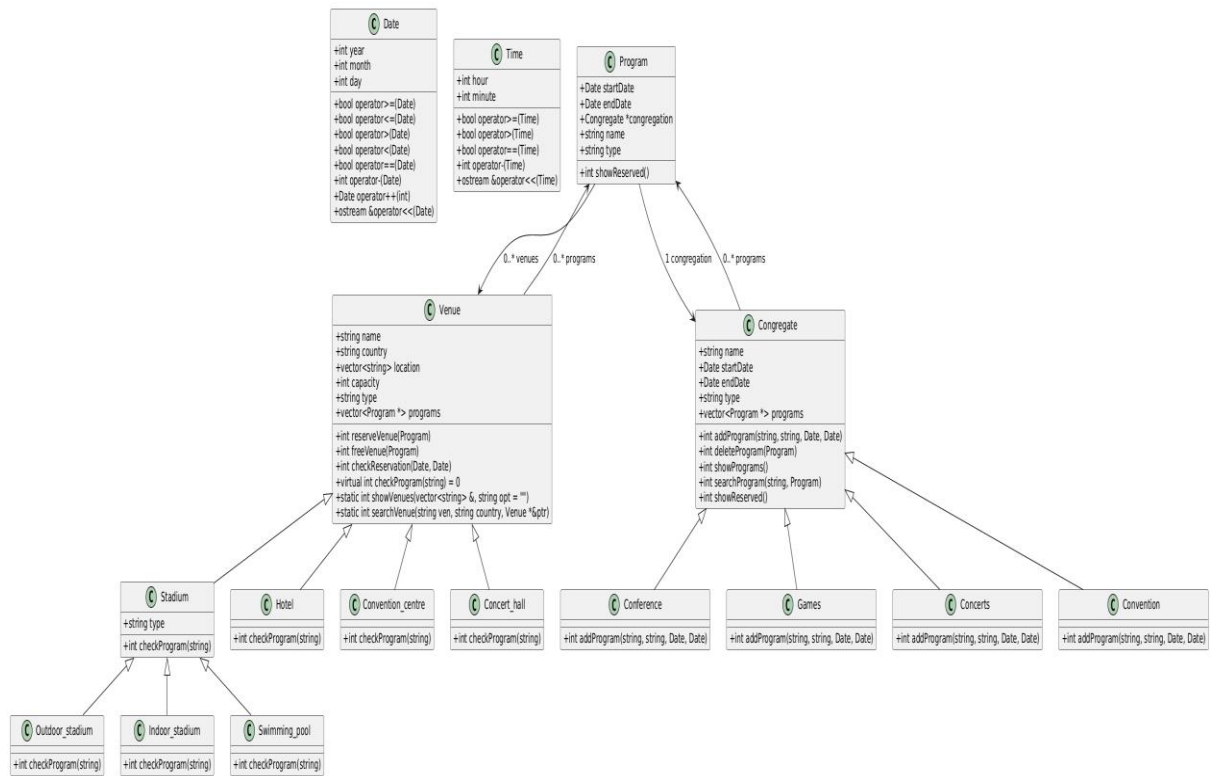 C Date
+int year
+int month
+int day
+bool operator>=(Date)
+bool operator<=(Date)
+bool operator>(Date)
+bool operator<(Date)
+bool operator==(Date)
+int operator-(Date)
+Date operator++(int)
+ostream &operator<<(Date)
C Time
+int hour
+int minute
+bool operator>=(Time)
+bool operator>(Time)
+bool operator==(Time)
+int operator-(Time)
+ostream &operator<<(Time)
C Program
+Date startDate
+Date endDate
+Congregate *congregation
+string name
+string type
+int showReserved()
0..* venues
0..* programs
1 congregation
0..* programs
C Venue
+string name
+string country
+vector<string> location
+int capacity
+string type
+vector<Program *> programs
+int reserveVenue(Program)
+int freeVenue(Program)
+int checkReservation(Date, Date)
+virtual int checkProgram(string) = 0
+static int showVenues(vector<string> &, string opt = "")
+static int searchVenue(string ven, string country, Venue *&ptr)
C Congregate
+string name
+Date startDate
+Date endDate
+string type
+vector<Program *> programs
+int addProgram(string, string, Date, Date)
+int deleteProgram(Program)
+int showPrograms()
+int searchProgram(string, Program)
+int showReserved()
C Stadium
+string type
+int checkProgram(string)
C Hotel
+int checkProgram(string)
C Convention_centre
+int checkProgram(string)
C Concert_hall
+int checkProgram(string)
C Conference
+int addProgram(string, string, Date, Date)
C Games
+int addProgram(string, string, Date, Date)
C Concerts
+int addProgram(string, string, Date, Date)
C Convention
+int addProgram(string, string, Date, Date)
C Outdoor_stadium
+int checkProgram(string)
C Indoor_stadium
+int checkProgram(string)
C Swimming_pool
+int checkProgram(string)